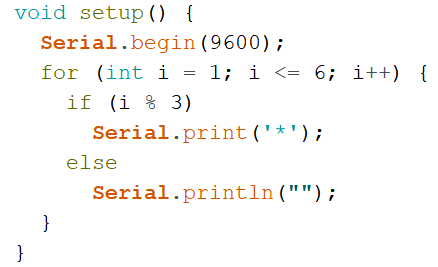 void setup() {
  Serial.begin(9600);
  for (int i = 1; i <= 6; i++) {
    if (i % 3)
      Serial.print('*');
    else
      Serial.println("");
  }
}